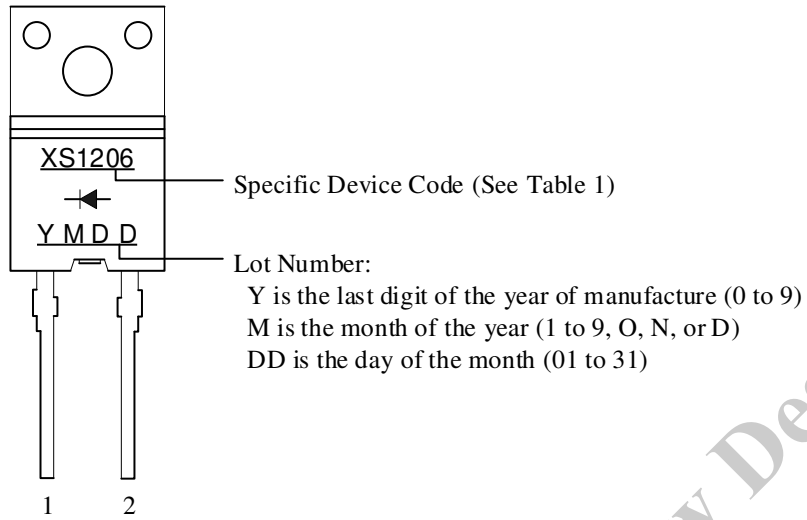 XS1206
Specific Device Code (See Table 1)
Y M D D
Lot Number:
Y is the last digit of the year of manufacture (0 to 9)
M is the month of the year (1 to 9, O, N, or D)
DD is the day of the month (01 to 31)
1 2